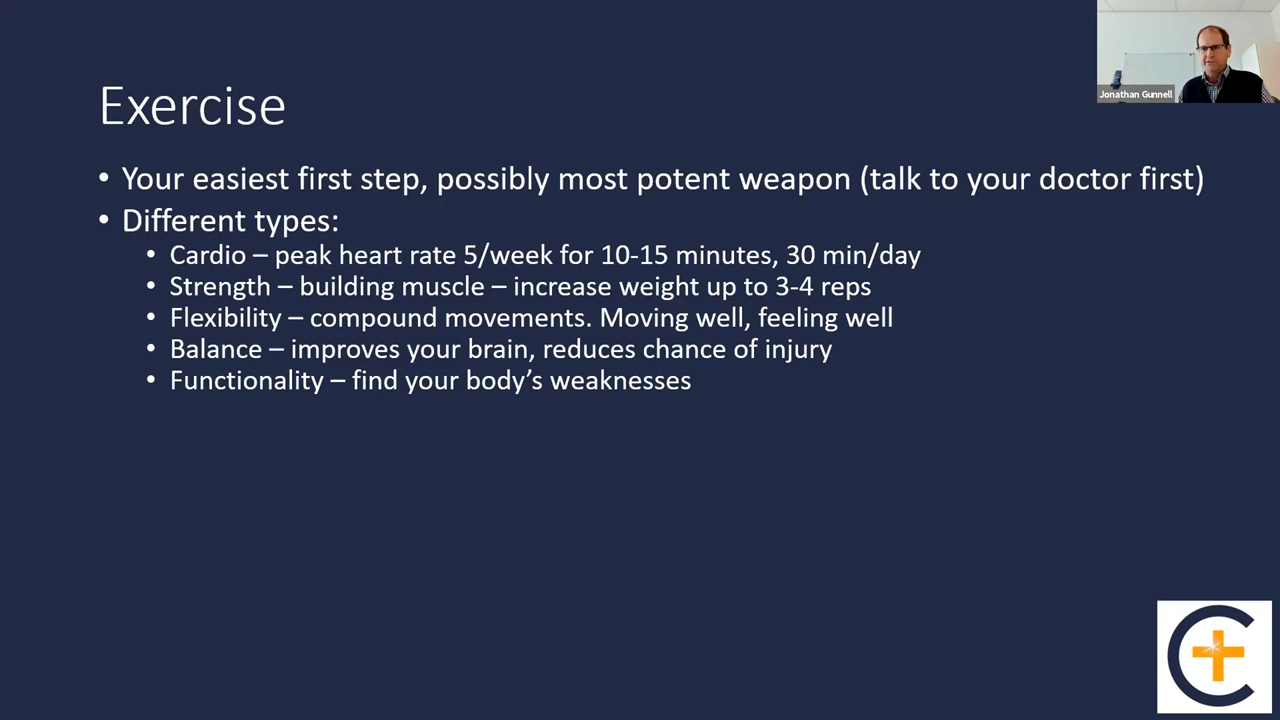 Jonathan Gunnell
Exercise
• Your easiest first step, possibly most potent weapon (talk to your doctor first)
• Different types:
• Cardio – peak heart rate 5/week for 10-15 minutes, 30 min/day
• Strength – building muscle – increase weight up to 3-4 reps
• Flexibility – compound movements. Moving well, feeling well
• Balance – improves your brain, reduces chance of injury
• Functionality – find your body’s weaknesses